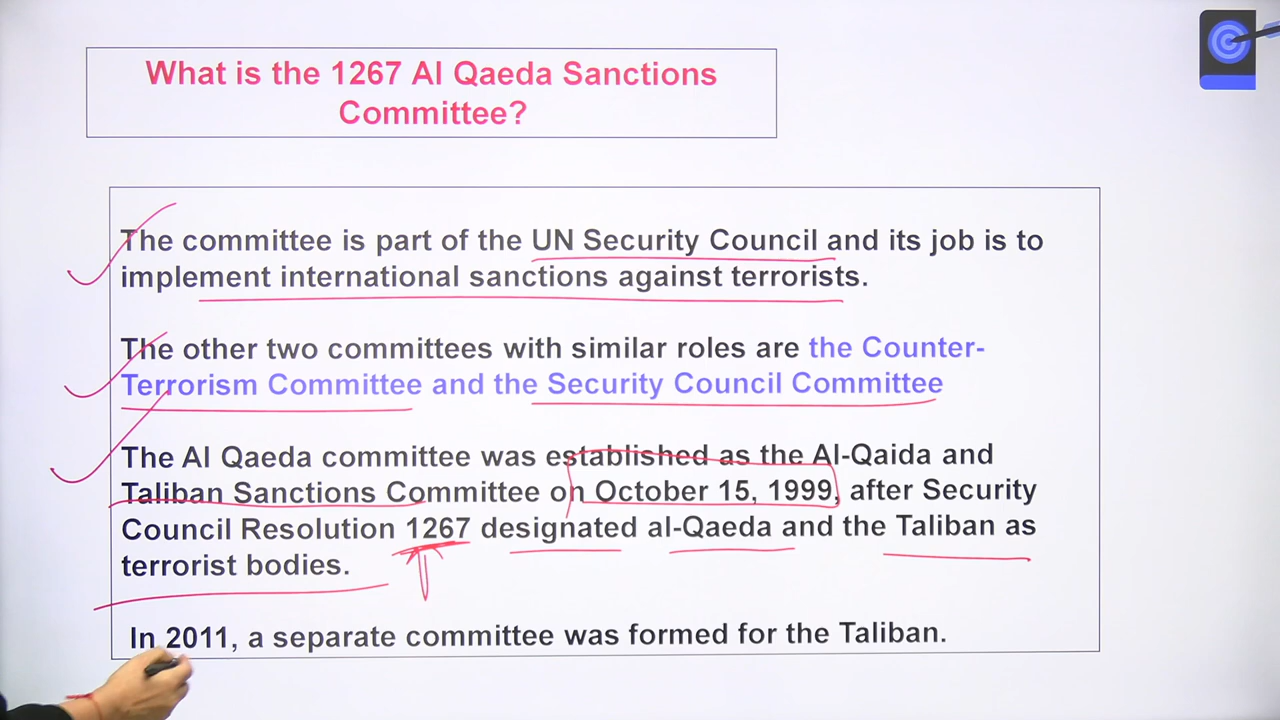 What is the 1267 Al Qaeda Sanctions
Committee?
The committee is part of the UN Security Council and its job is to
implement international sanctions against terrorists.
The other two committees with similar roles are the Counter-
Terrorism Committee and the Security Council Committee
The Al Qaeda committee was established as the Al-Qaida and
Taliban Sanctions Committee on October 15, 1999, after Security
Council Resolution 1267 designated al-Qaeda and the Taliban as
terrorist bodies.
In 2011, a separate committee was formed for the Taliban.